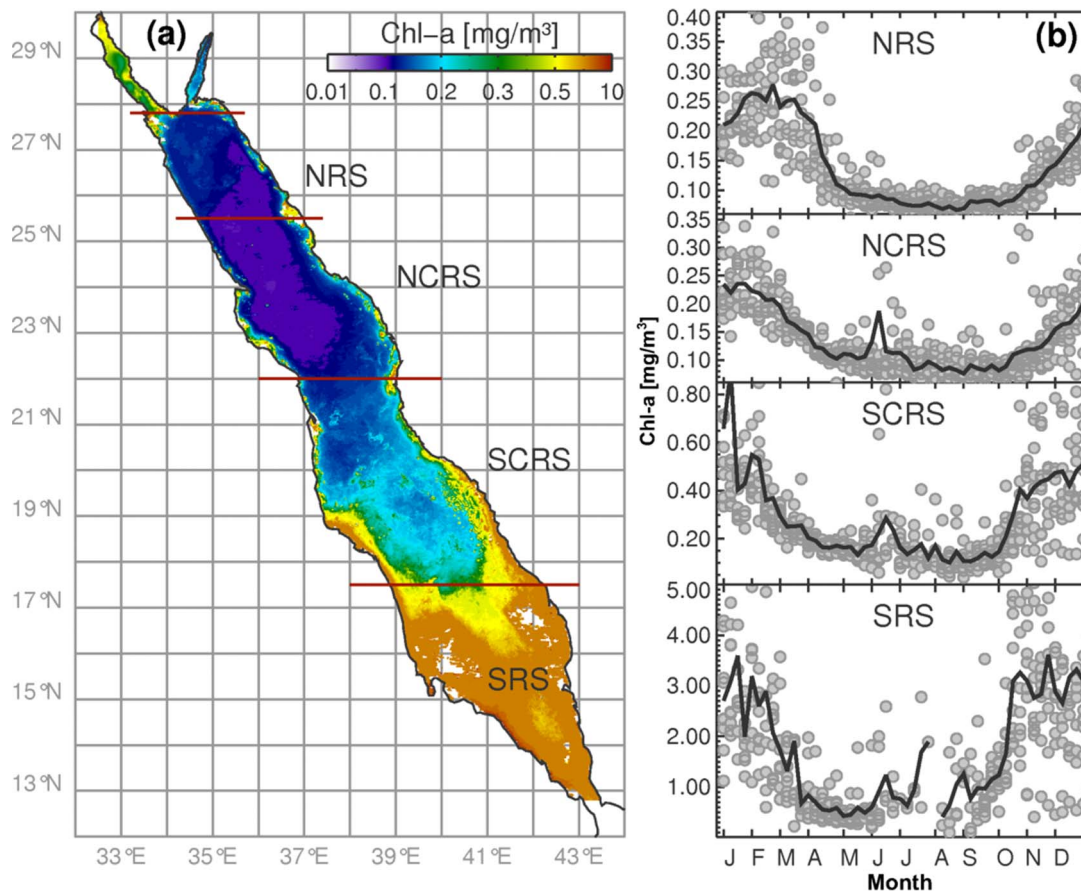 (a)
Chl-a [mg/m³]
0.01 0.1 0.2 0.3 0.5 10
29°N
27°N
25°N
23°N
21°N
19°N
17°N
15°N
13°N
NRS
NCRS
SCRS
SRS
33°E 35°E 37°E 39°E 41°E 43°E
(b)
Chl-a [mg/m³]
NRS
0.40
0.35
0.30
0.25
0.20
0.15
0.10
NCRS
0.35
0.30
0.25
0.20
0.15
0.10
SCRS
0.80
0.60
0.40
0.20
SRS
5.00
4.00
3.00
2.00
1.00
J F M A M J J A S O N D
Month